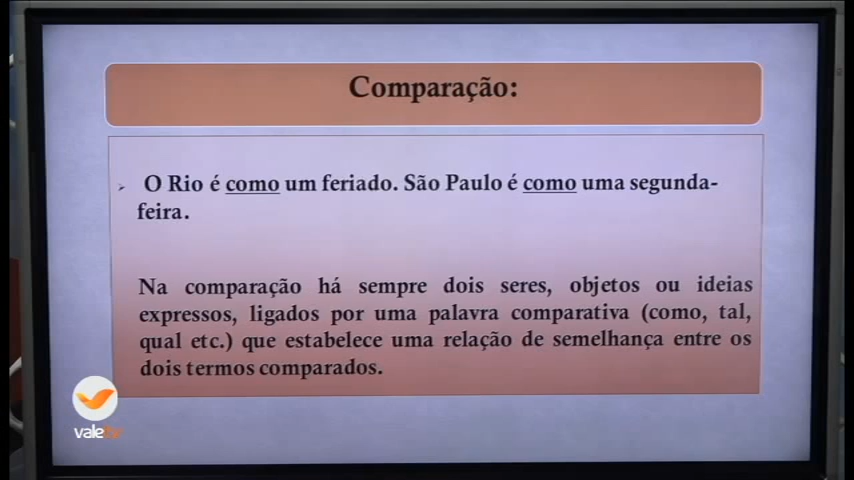 Comparação:
O Rio é como um feriado. São Paulo é como uma segunda-
feira.
Na comparação há sempre dois seres, objetos ou ideias
expressos, ligados por uma palavra comparativa (como, tal,
qual etc.) que estabelece uma relação de semelhança entre os
dois termos comparados.
valetv